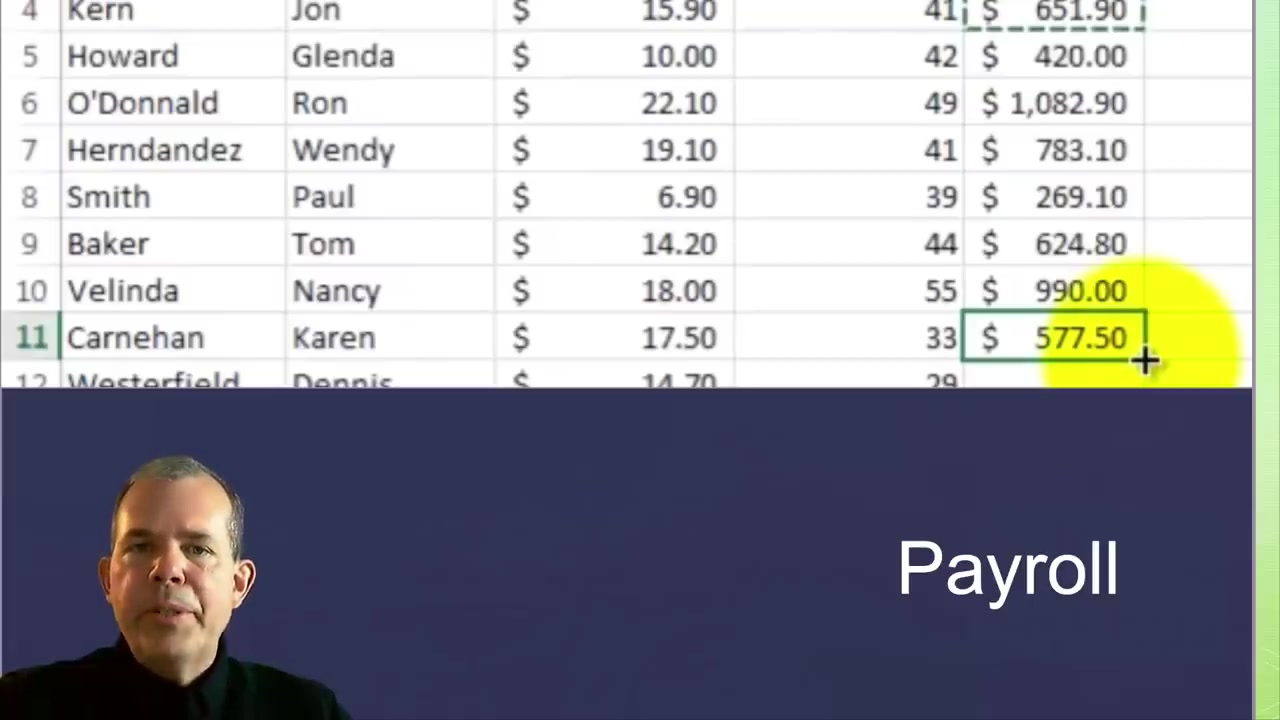 4 Kern Jon $ 15.90 41 $ 651.90
5 Howard Glenda $ 10.00 42 $ 420.00
6 O'Donnald Ron $ 22.10 49 $ 1,082.90
7 Herndandez Wendy $ 19.10 41 $ 783.10
8 Smith Paul $ 6.90 39 $ 269.10
9 Baker Tom $ 14.20 44 $ 624.80
10 Velinda Nancy $ 18.00 55 $ 990.00
11 Carnehan Karen $ 17.50 33 $ 577.50
12 Westerfield Dennis 14.70 29
Payroll